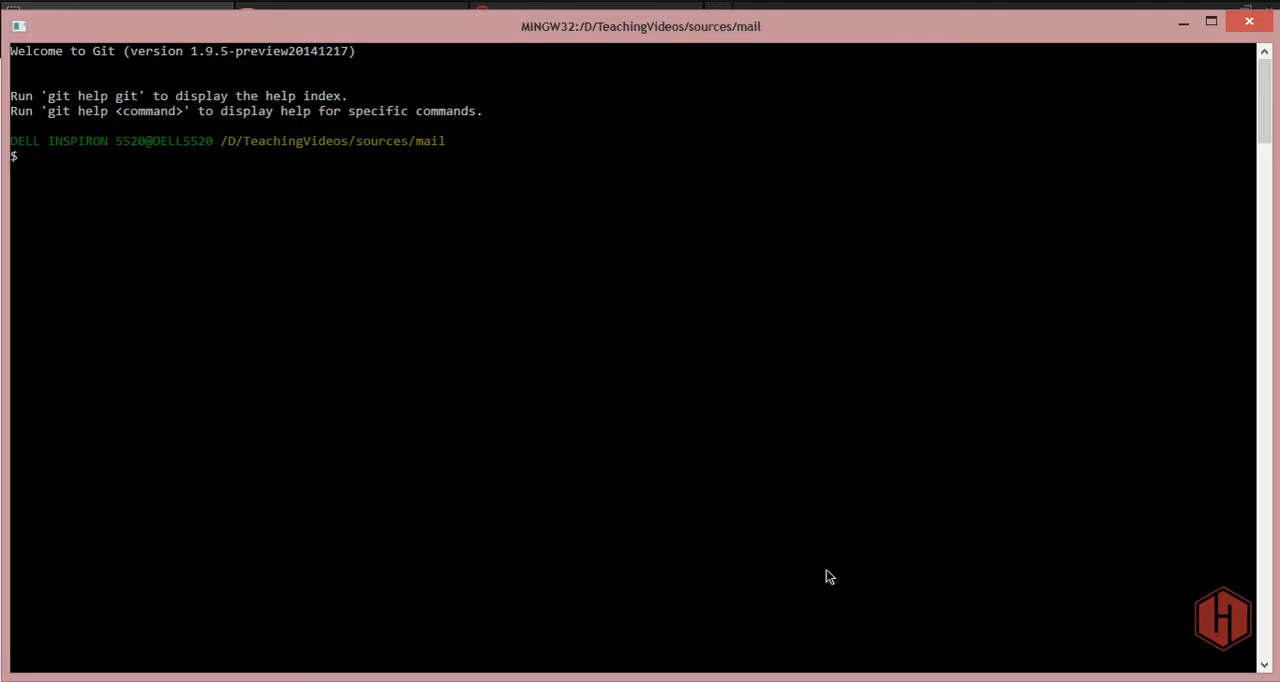 MINGW32:/D/TeachingVideos/sources/mail
Welcome to Git (version 1.9.5-preview20141217)
Run 'git help git' to display the help index.
Run 'git help <command>' to display help for specific commands.
DELL INSPIRON 5520@DELL5520 /D/TeachingVideos/sources/mail
$
H